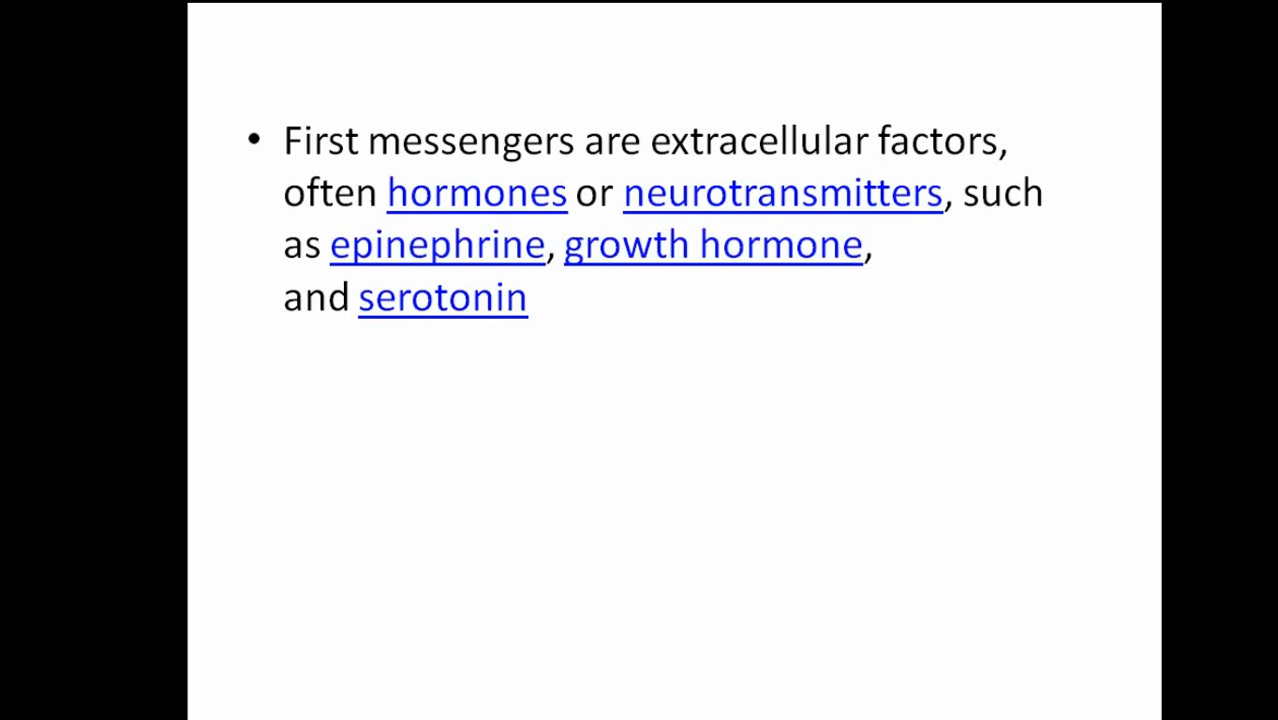 • First messengers are extracellular factors,
often hormones or neurotransmitters, such
as epinephrine, growth hormone,
and serotonin